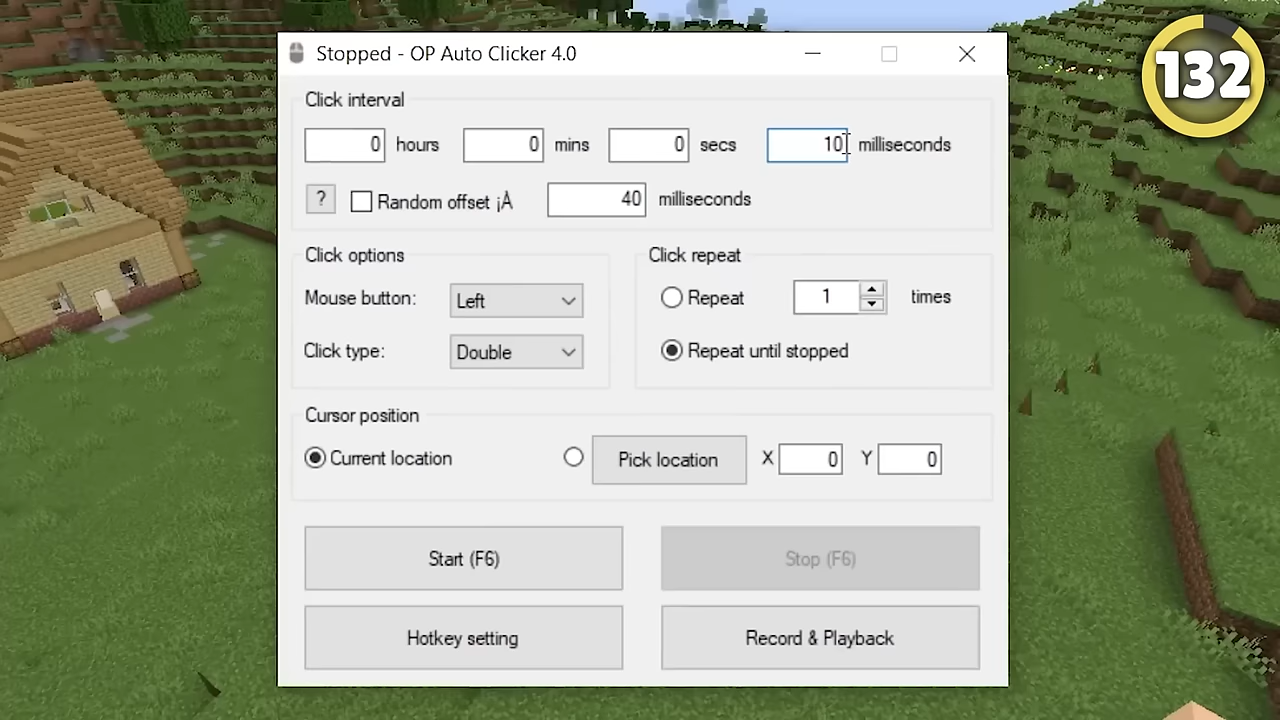 Stopped - OP Auto Clicker 4.0
132
Click interval
0 hours 0 mins 0 secs 10 milliseconds
? Random offset ¡À 40 milliseconds
Click options
Mouse button: Left
Click type: Double
Click repeat
Repeat 1 times
Repeat until stopped
Cursor position
Current location Pick location X 0 Y 0
Start (F6) Stop (F6)
Hotkey setting Record & Playback